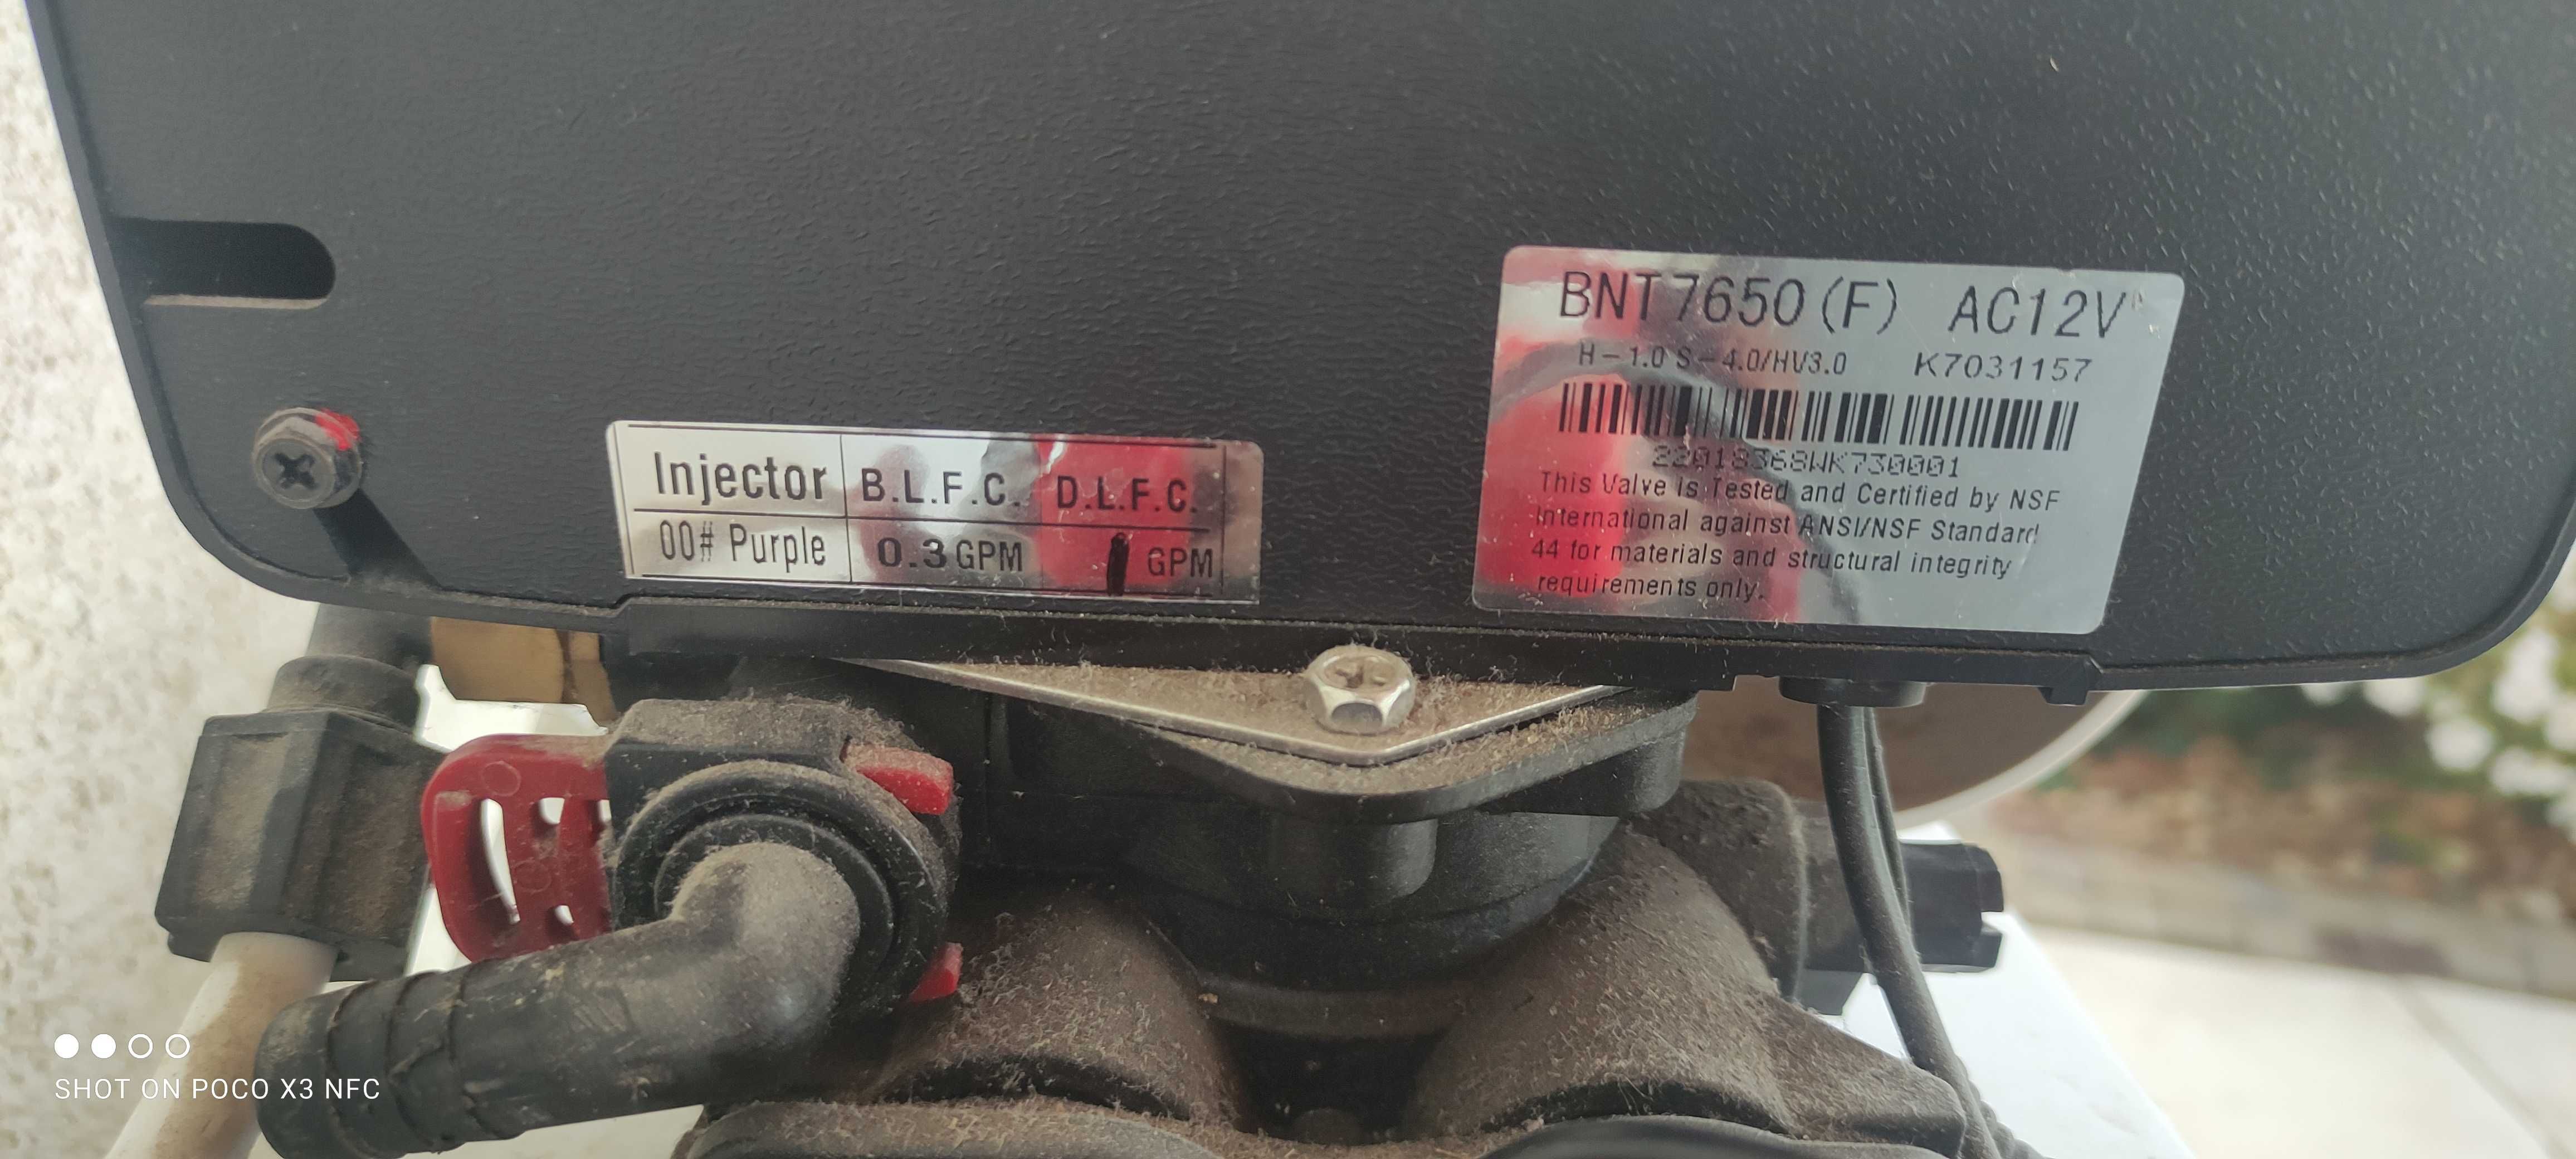 BNT7650(F) AC12V
H-1.0 S-4.0/HV3.0 K7031157
22018368WK730001
This Valve is Tested and Certified by NSF
International against ANSI/NSF Standard
44 for materials and structural integrity
requirements only.
Injector B.L.F.C. D.L.F.C.
00# Purple 0.3 GPM 1 GPM
SHOT ON POCO X3 NFC